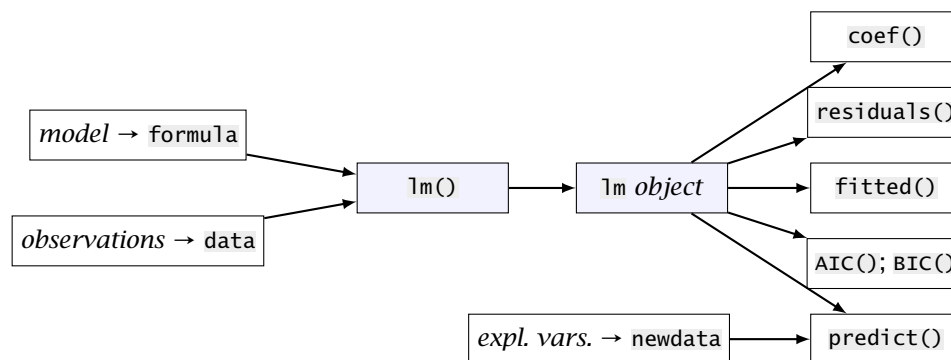 coef()
residuals()
model → formula
lm()
lm object
fitted()
observations → data
AIC(); BIC()
expl. vars. → newdata
predict()